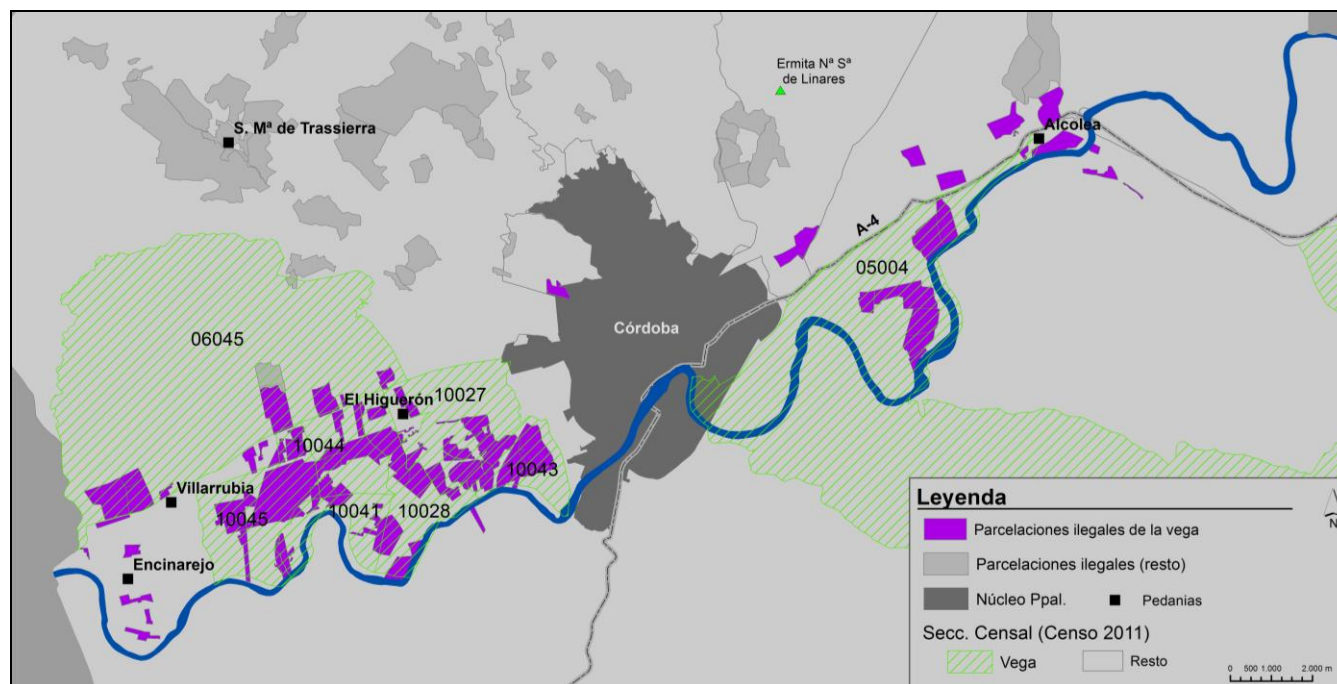 Ermita Nª Sª
de Linares
S. Mª de Trassierra
Alcolea
A-4
05004
Córdoba
06045
El Higuerón
10027
10044
10043
Villarrubia
10045
10041
10028
Encinarejo
Leyenda
Parcelaciones ilegales de la vega
Parcelaciones ilegales (resto)
Núcleo Ppal.
Pedanias
Secc. Censal (Censo 2011)
Vega
Resto
N
0 500 1.000 2.000 m